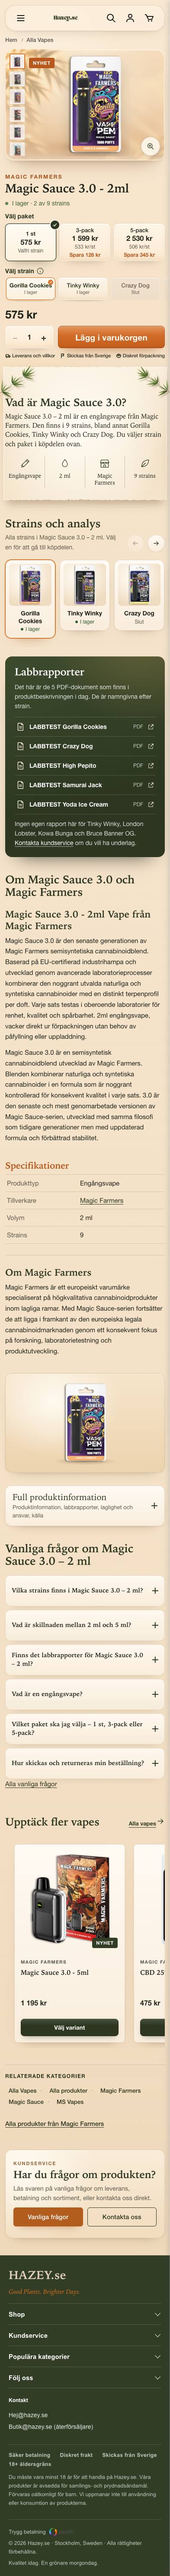 Hazey.se
Hem / Alla Vapes
NYHET
MAGIC FARMERS
Magic Sauce 3.0 - 2ml
I lager · 2 av 9 strains
Välj paket
1 st
575 kr
Valfri strain
3-pack
1 599 kr
533 kr/st
Spara 126 kr
5-pack
2 530 kr
506 kr/st
Spara 345 kr
Välj strain
Gorilla Cookies
I lager
Tinky Winky
I lager
Crazy Dog
Slut
575 kr
− 1 +
Lägg i varukorgen
Leverans och villkor
Skickas från Sverige
Diskret förpackning
Vad är Magic Sauce 3.0?
Magic Sauce 3.0 – 2 ml är en engångsvape från Magic
Farmers. Den finns i 9 strains, bland annat Gorilla
Cookies, Tinky Winky och Crazy Dog. Du väljer strain
och paket i köpdelen ovan.
Engångsvape
2 ml
Magic
Farmers
9 strains
Strains och analys
Alla strains i Magic Sauce 3.0 – 2 ml. Välj
en för att gå till köpdelen.
Gorilla
Cookies
I lager
Tinky Winky
I lager
Crazy Dog
Slut
Labbrapporter
Det här är de 5 PDF-dokument som finns i
produktbeskrivningen i dag. De är namngivna efter
strain.
LABBTEST Gorilla Cookies PDF
LABBTEST Crazy Dog PDF
LABBTEST High Pepito PDF
LABBTEST Samurai Jack PDF
LABBTEST Yoda Ice Cream PDF
Ingen egen rapport här för Tinky Winky, London
Lobster, Kowa Bunga och Bruce Banner OG.
Kontakta kundservice om du vill ha underlag.
Om Magic Sauce 3.0 och
Magic Farmers
Magic Sauce 3.0 - 2ml Vape från
Magic Farmers
Magic Sauce 3.0 är den senaste generationen av
Magic Farmers semisyntetiska cannabinoidblend.
Baserad på EU-certifierad industrihampa och
utvecklad genom avancerade laboratorieprocesser
kombinerar den en unik mix av naturliga och
syntetiska cannabinoider med en distinkt terpprofil
per doft. Varje sats är tredjepartstestad för renhet,
kvalitet och spårbarhet. 2ml engångsvape, redo att
använda direkt ur förpackningen utan behov av
påfyllning eller uppladdning.
Magic Sauce 3.0 är en semisyntetisk
cannabinoidblend utvecklad av Magic Farmers.
Blenden kombinerar naturliga och syntetiska
cannabinoider i en formula som är noggrant
kontrollerad för konsekvent kvalitet i varje sats. 3.0 är
den senaste och mest genomarbetade versionen av
Magic Sauce-serien, utvecklad med samma filosofi
som tidigare generationer men med uppdaterad
formula och förbättrad stabilitet.
Specifikationer
Produkttyp Engångsvape
Tillverkare Magic Farmers
Volym 2 ml
Strains 9
Om Magic Farmers
Magic Farmers är ett europeiskt varumärke
specialiserat på högkvalitativa cannabinoidprodukter
inom lagliga ramar. Med Magic Sauce-serien fortsätter
de att ligga i framkant av den europeiska legala
cannabinoidmarknaden genom ett konsekvent fokus
på forskning, laboratorietestning och
produktutveckling.
Full produktinformation
Produktinformation, labbrapporter, laglighet och
ansvar, källa
Vanliga frågor om Magic
Sauce 3.0 – 2 ml
Vilka strains finns i Magic Sauce 3.0 – 2 ml?
Vad är skillnaden mellan 2 ml och 5 ml?
Finns det labbrapporter för Magic Sauce 3.0
– 2 ml?
Vad är en engångsvape?
Vilket paket ska jag välja – 1 st, 3-pack eller
5-pack?
Hur skickas och returneras min beställning?
Alla vanliga frågor
Upptäck fler vapes
Alla vapes →
NYHET
MAGIC FARMERS
Magic Sauce 3.0 - 5ml
1 195 kr
Välj variant
MAGIC FA
CBD 25
475 kr
RELATERADE KATEGORIER
Alla Vapes Alla produkter Magic Farmers
Magic Sauce MS Vapes
Alla produkter från Magic Farmers
KUNDSERVICE
Har du frågor om produkten?
Läs svaren på vanliga frågor om leverans,
betalning och sortiment, eller kontakta oss direkt.
Vanliga frågor
Kontakta oss
HAZEY.se
Good Plants. Brighter Days.
Shop
Kundservice
Populära kategorier
Följ oss
Kontakt
Hej@hazey.se
Butik@hazey.se (återförsäljare)
Säker betalning Diskret frakt Skickas från Sverige
18+ åldersgräns
Du måste vara minst 18 år för att handla på Hazey.se. Våra
produkter är avsedda för samlings- och prydnadsändamål.
Förvaras oåtkomligt för barn. Vi uppmanar inte till användning
eller konsumtion av produkterna.
Trygg betalning
© 2026 Hazey.se · Stockholm, Sweden · Alla rättigheter
förbehållna.
Kvalitet idag. En grönare morgondag.